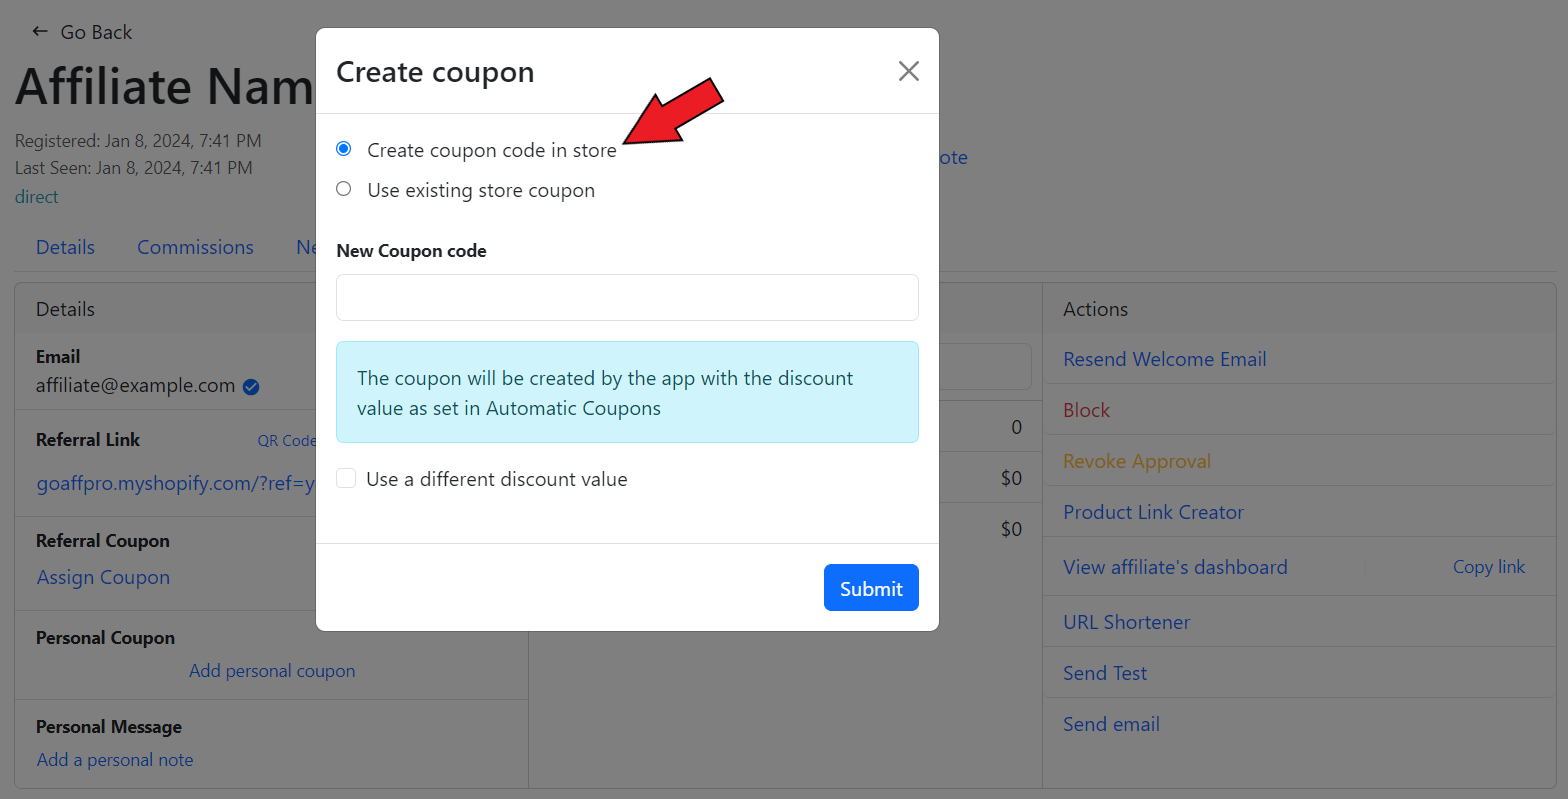 ← Go Back
Affiliate Nam
Registered: Jan 8, 2024, 7:41 PM
Last Seen: Jan 8, 2024, 7:41 PM
direct
Details Commissions Ne
Create coupon
Create coupon code in store
Use existing store coupon
New Coupon code
The coupon will be created by the app with the discount
value as set in Automatic Coupons
Use a different discount value
Submit
ote
Details
Email
affiliate@example.com
Referral Link QR Code
goaffpro.myshopify.com/?ref=y
Referral Coupon
Assign Coupon
Personal Coupon
Add personal coupon
Personal Message
Add a personal note
0
$0
$0
Actions
Resend Welcome Email
Block
Revoke Approval
Product Link Creator
View affiliate's dashboard Copy link
URL Shortener
Send Test
Send email